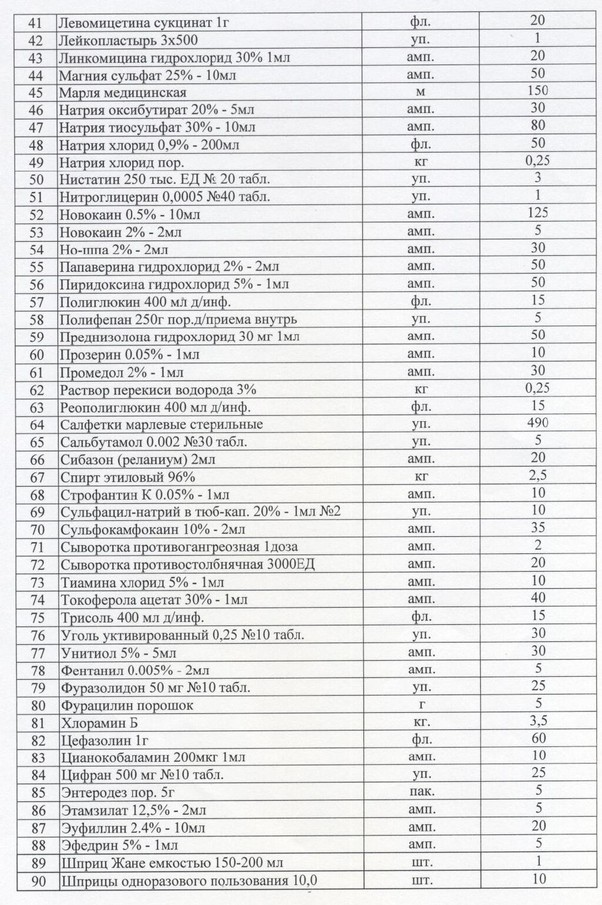 41 Левомицетина сукцинат 1г фл. 20
42 Лейкопластырь 3х500 уп. 1
43 Линкомицина гидрохлорид 30% 1мл амп. 20
44 Магния сульфат 25% - 10мл амп. 50
45 Марля медицинская м 150
46 Натрия оксибутират 20% - 5мл амп. 30
47 Натрия тиосульфат 30% - 10мл амп. 80
48 Натрия хлорид 0,9% - 200мл фл. 50
49 Натрия хлорид пор. кг 0,25
50 Нистатин 250 тыс. ЕД № 20 табл. уп. 3
51 Нитроглицерин 0,0005 №40 табл. уп. 1
52 Новокаин 0.5% - 10мл амп. 125
53 Новокаин 2% - 2мл амп. 5
54 Но-шпа 2% - 2мл амп. 30
55 Папаверина гидрохлорид 2% - 2мл амп. 50
56 Пиридоксина гидрохлорид 5% - 1мл амп. 50
57 Полиглюкин 400 мл д/инф. фл. 15
58 Полифепан 250г пор.д/приема внутрь уп. 5
59 Преднизолона гидрохлорид 30 мг 1мл амп. 50
60 Прозерин 0.05% - 1мл амп. 10
61 Промедол 2% - 1мл амп. 30
62 Раствор перекиси водорода 3% кг 0,25
63 Реополиглюкин 400 мл д/инф. фл. 15
64 Салфетки марлевые стерильные уп. 490
65 Сальбутамол 0.002 №30 табл. уп. 5
66 Сибазон (реланиум) 2мл амп. 20
67 Спирт этиловый 96% кг 2,5
68 Строфантин К 0.05% - 1мл амп. 10
69 Сульфацил-натрий в тюб-кап. 20% - 1мл №2 уп. 10
70 Сульфокамфокаин 10% - 2мл амп. 35
71 Сыворотка противогангреозная 1доза амп. 2
72 Сыворотка противостолбнячная 3000ЕД амп. 20
73 Тиамина хлорид 5% - 1мл амп. 10
74 Токоферола ацетат 30% - 1мл амп. 40
75 Трисоль 400 мл д/инф. фл. 15
76 Уголь уктивированный 0,25 №10 табл. уп. 30
77 Унитиол 5% - 5мл амп. 30
78 Фентанил 0.005% - 2мл амп. 5
79 Фуразолидон 50 мг №10 табл. уп. 25
80 Фурацилин порошок г 5
81 Хлорамин Б кг. 3,5
82 Цефазолин 1г фл. 60
83 Цианокобаламин 200мкг 1мл амп. 10
84 Цифран 500 мг №10 табл. уп. 25
85 Энтеродез пор. 5г пак. 5
86 Этамзилат 12,5% - 2мл амп. 5
87 Эуфиллин 2.4% - 10мл амп. 20
88 Эфедрин 5% - 1мл амп. 5
89 Шприц Жане емкостью 150-200 мл шт. 1
90 Шприцы одноразового пользования 10,0 шт. 10